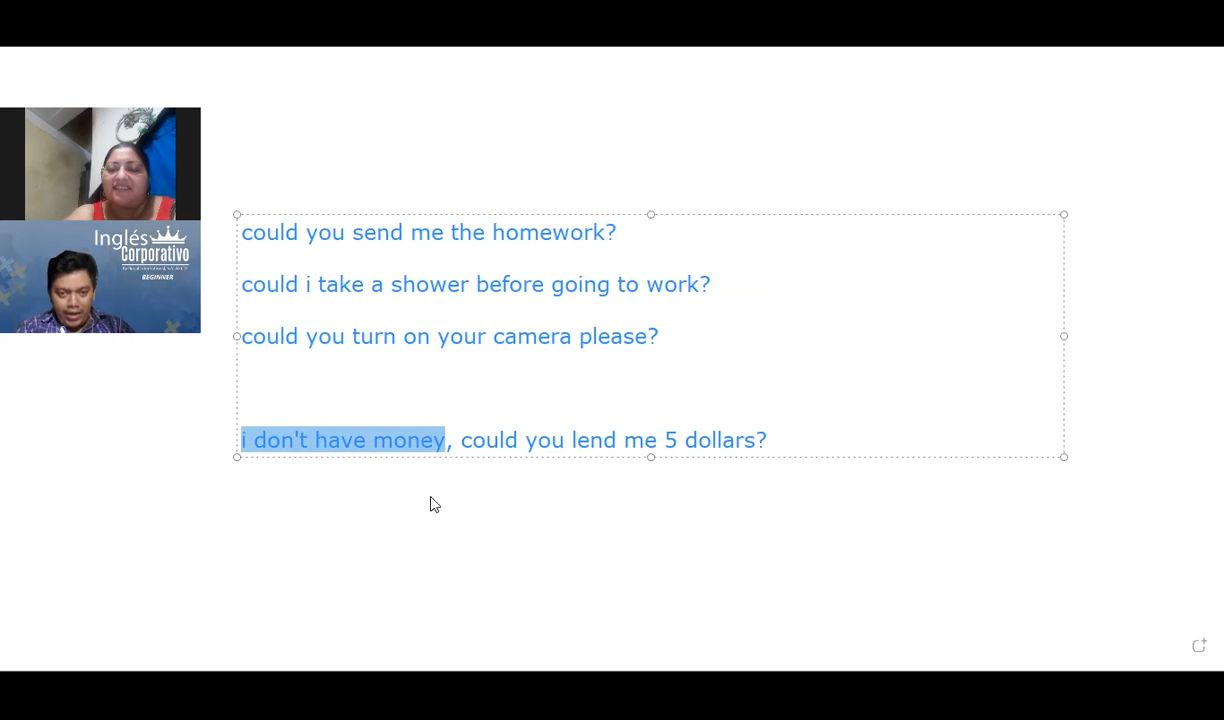 Inglés
Corporativo
BEGINNER
could you send me the homework?
could i take a shower before going to work?
could you turn on your camera please?
i don't have money, could you lend me 5 dollars?